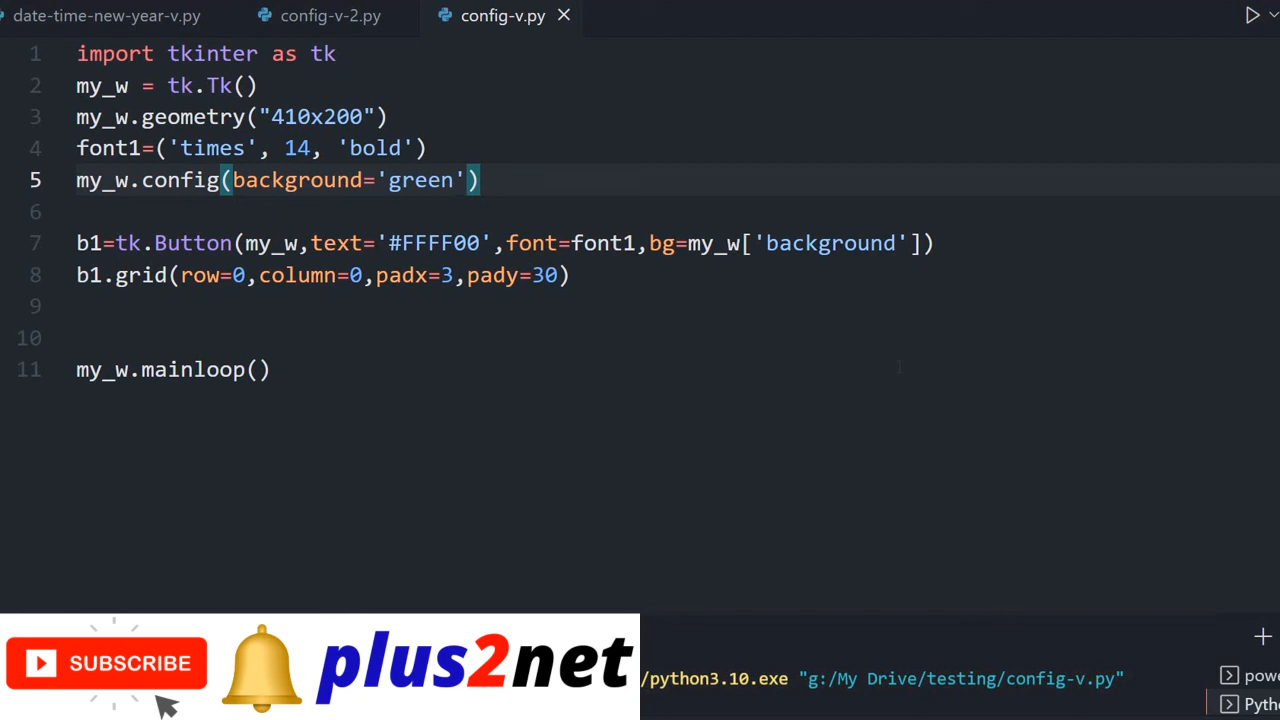 date-time-new-year-v.py config-v-2.py config-v.py
1 import tkinter as tk
2 my_w = tk.Tk()
3 my_w.geometry("410x200")
4 font1=('times', 14, 'bold')
5 my_w.config(background='green')
6
7 b1=tk.Button(my_w,text='#FFFF00',font=font1,bg=my_w['background'])
8 b1.grid(row=0,column=0,padx=3,pady=30)
9
10
11 my_w.mainloop()
SUBSCRIBE plus2net
/python3.10.exe "g:/My Drive/testing/config-v.py"
powe
Pytho